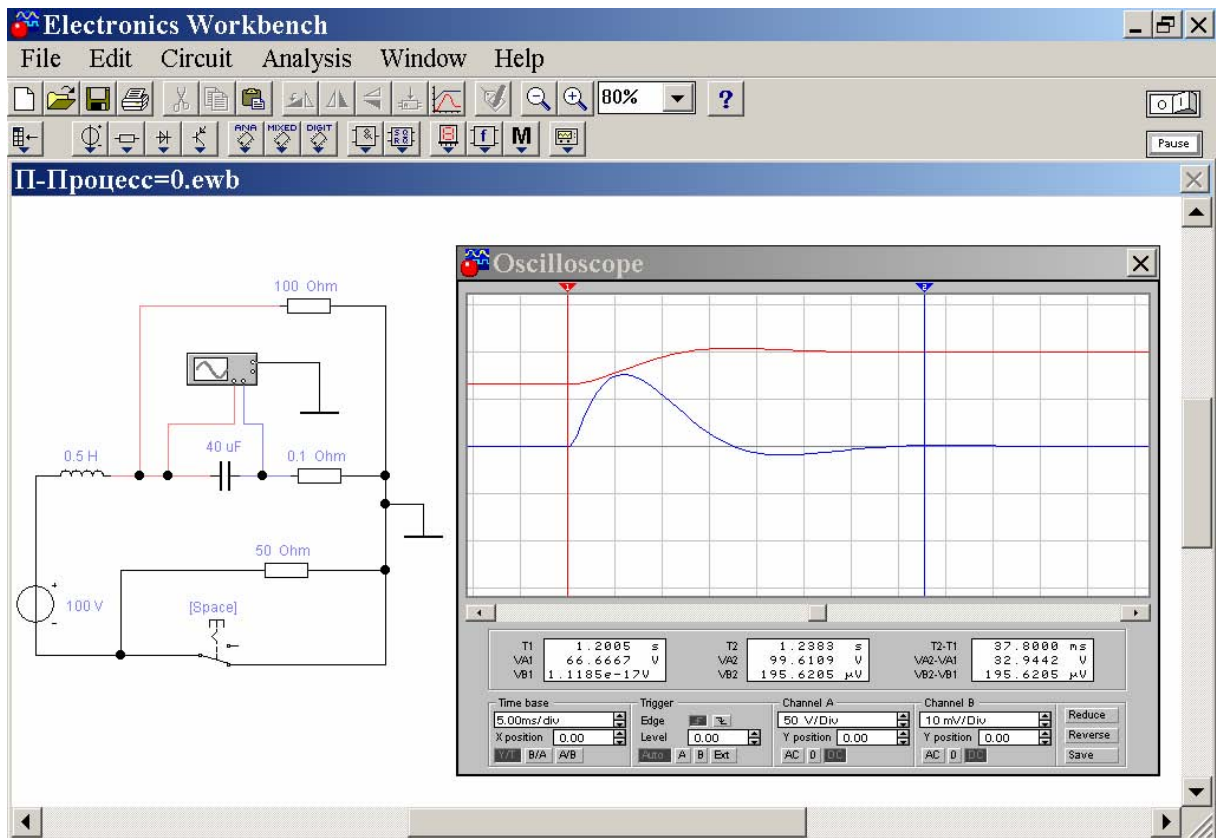 Electronics Workbench
File Edit Circuit Analysis Window Help
80% ?
ANA MIXED DIGIT M
Pause
П-Процесс=0.ewb
Oscilloscope
1 2
100 Ohm
0.5 H 40 uF 0.1 Ohm
50 Ohm
100 V [Space]
T1 1.2005 s T2 1.2383 s T2-T1 37.8000 ms
VA1 66.6667 V VA2 99.6109 V VA2-VA1 32.9442 V
VB1 1.1185e-17V VB2 195.6205 µV VB2-VB1 195.6205 µV
Time base Trigger Channel A Channel B
5.00ms/div Edge 50 V/Div 10 mV/Div Reduce
X position 0.00 Level 0.00 Y position 0.00 Y position 0.00 Reverse
Y/T B/A A/B Auto A B Ext AC 0 DC AC 0 DC Save